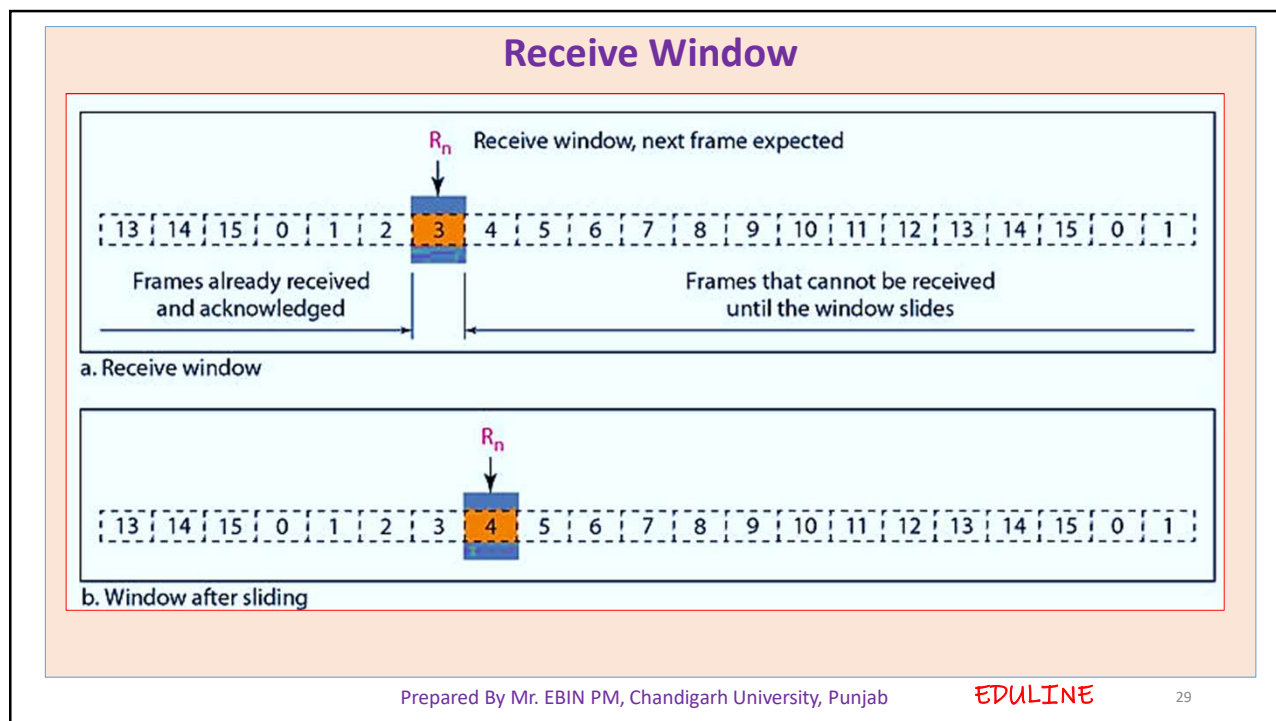 Receive Window
Rn Receive window, next frame expected
13 14 15 0 1 2 3 4 5 6 7 8 9 10 11 12 13 14 15 0 1
Frames already received
and acknowledged
Frames that cannot be received
until the window slides
a. Receive window
Rn
13 14 15 0 1 2 3 4 5 6 7 8 9 10 11 12 13 14 15 0 1
b. Window after sliding
Prepared By Mr. EBIN PM, Chandigarh University, Punjab EDULINE 29